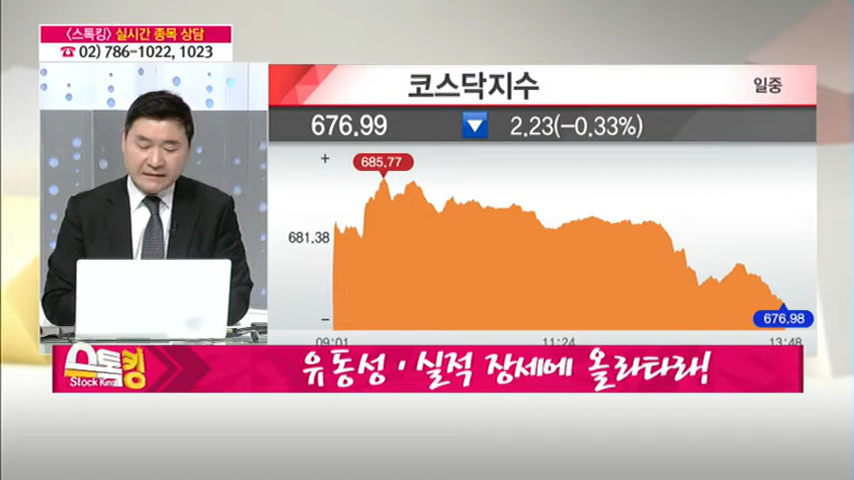 〈스톡킹〉 실시간 종목 상담
☎ 02) 786-1022, 1023
코스닥지수
일중
676.99 ▼ 2.23(-0.33%)
+
685.77
681.38
-
676.98
09:01 11:24 13:48
스톡킹
Stock King
유동성·실적 장세에 올라타라!